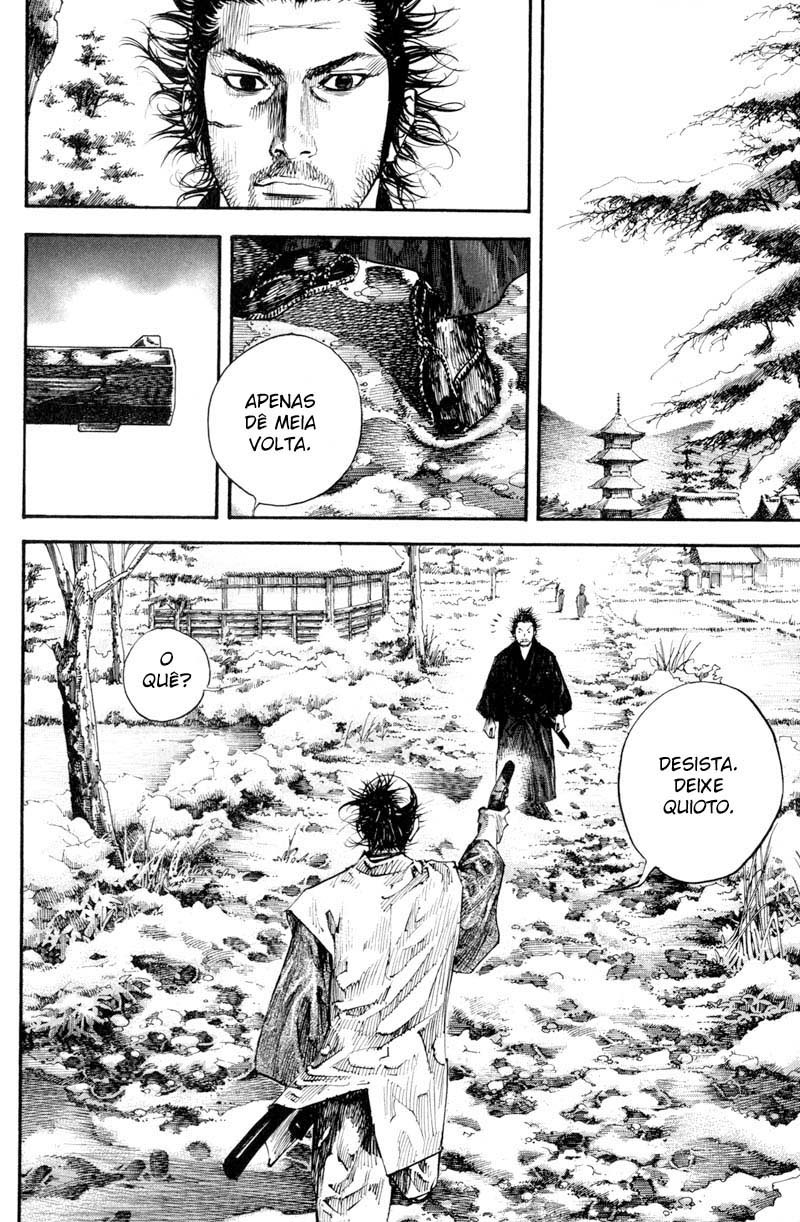 APENAS
DÊ MEIA
VOLTA.
DESISTA.
DEIXE
QUIOTO.
O
QUÊ?